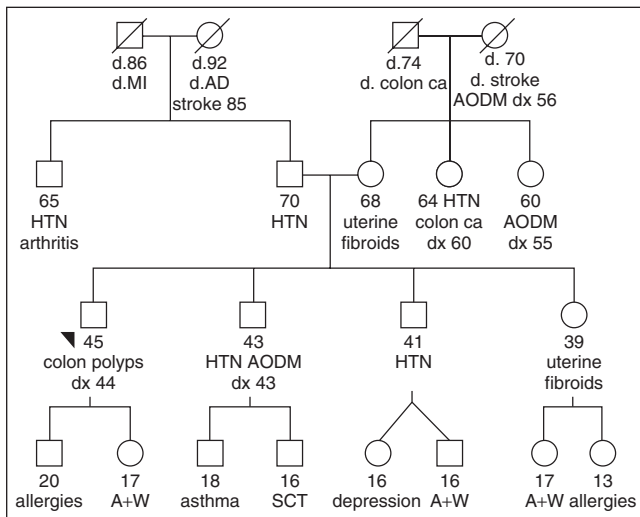 d.86 d.92 d.74 d. 70
d.MI d.AD d. colon ca d. stroke
stroke 85 AODM dx 56
65 70 68 64 HTN 60
HTN HTN uterine colon ca AODM
arthritis fibroids dx 60 dx 55
45 43 41 39
colon polyps HTN AODM HTN uterine
dx 44 dx 43 fibroids
20 17 18 16 16 16 17 13
allergies A+W asthma SCT depression A+W A+W allergies